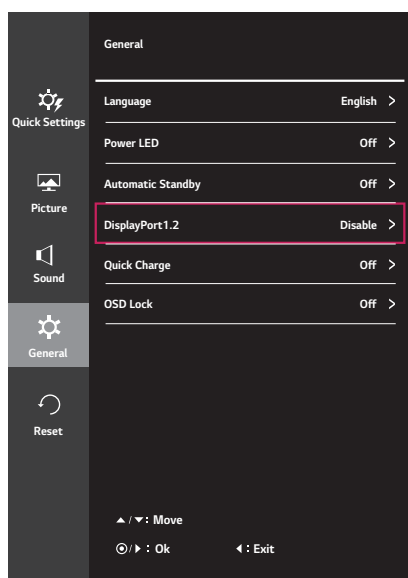 General
Quick Settings
Picture
Sound
General
Reset
Language English >
Power LED Off >
Automatic Standby Off >
DisplayPort1.2 Disable >
Quick Charge Off >
OSD Lock Off >
▲ / ▼ : Move
◉ / ▶ : Ok ◀ : Exit